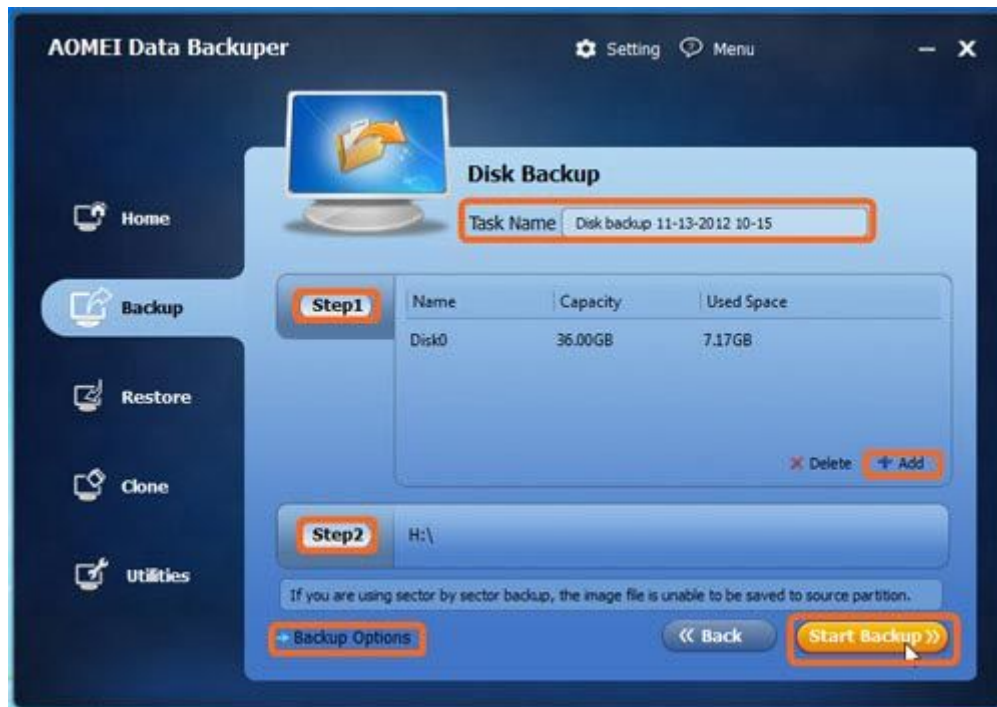 AOMEI Data Backuper
Setting Menu
Disk Backup
Task Name Disk backup 11-13-2012 10-15
Home
Backup
Step1 Name Capacity Used Space
Disk0 36.00GB 7.17GB
Restore
Delete Add
Clone
Step2 H:\
Utilities
If you are using sector by sector backup, the image file is unable to be saved to source partition.
Backup Options Back Start Backup